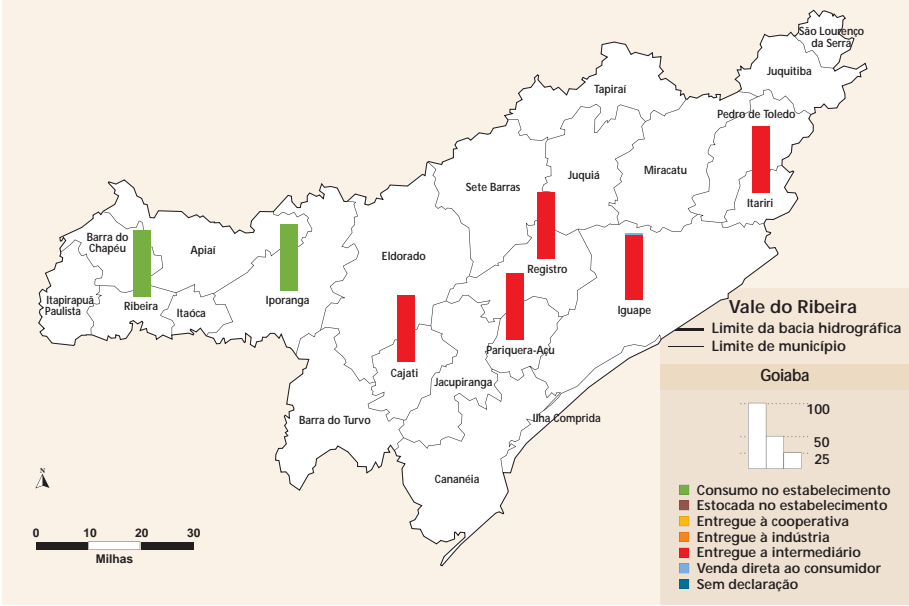 São Lourenço
da Serra
Juquitiba
Tapiraí
Pedro de Toledo
Miracatu
Juquiá
Sete Barras
Itariri
Barra do
Chapéu
Apiaí
Eldorado
Registro
Itapirapuã
Paulista
Ribeira
Itaóca
Iporanga
Iguape
Pariquera-Açu
Cajati
Jacupiranga
Barra do Turvo
Ilha Comprida
Cananéia
N
0 10 20 30
Milhas
Vale do Ribeira
Limite da bacia hidrográfica
Limite de município
Goiaba
100
50
25
Consumo no estabelecimento
Estocada no estabelecimento
Entregue à cooperativa
Entregue à indústria
Entregue a intermediário
Venda direta ao consumidor
Sem declaração